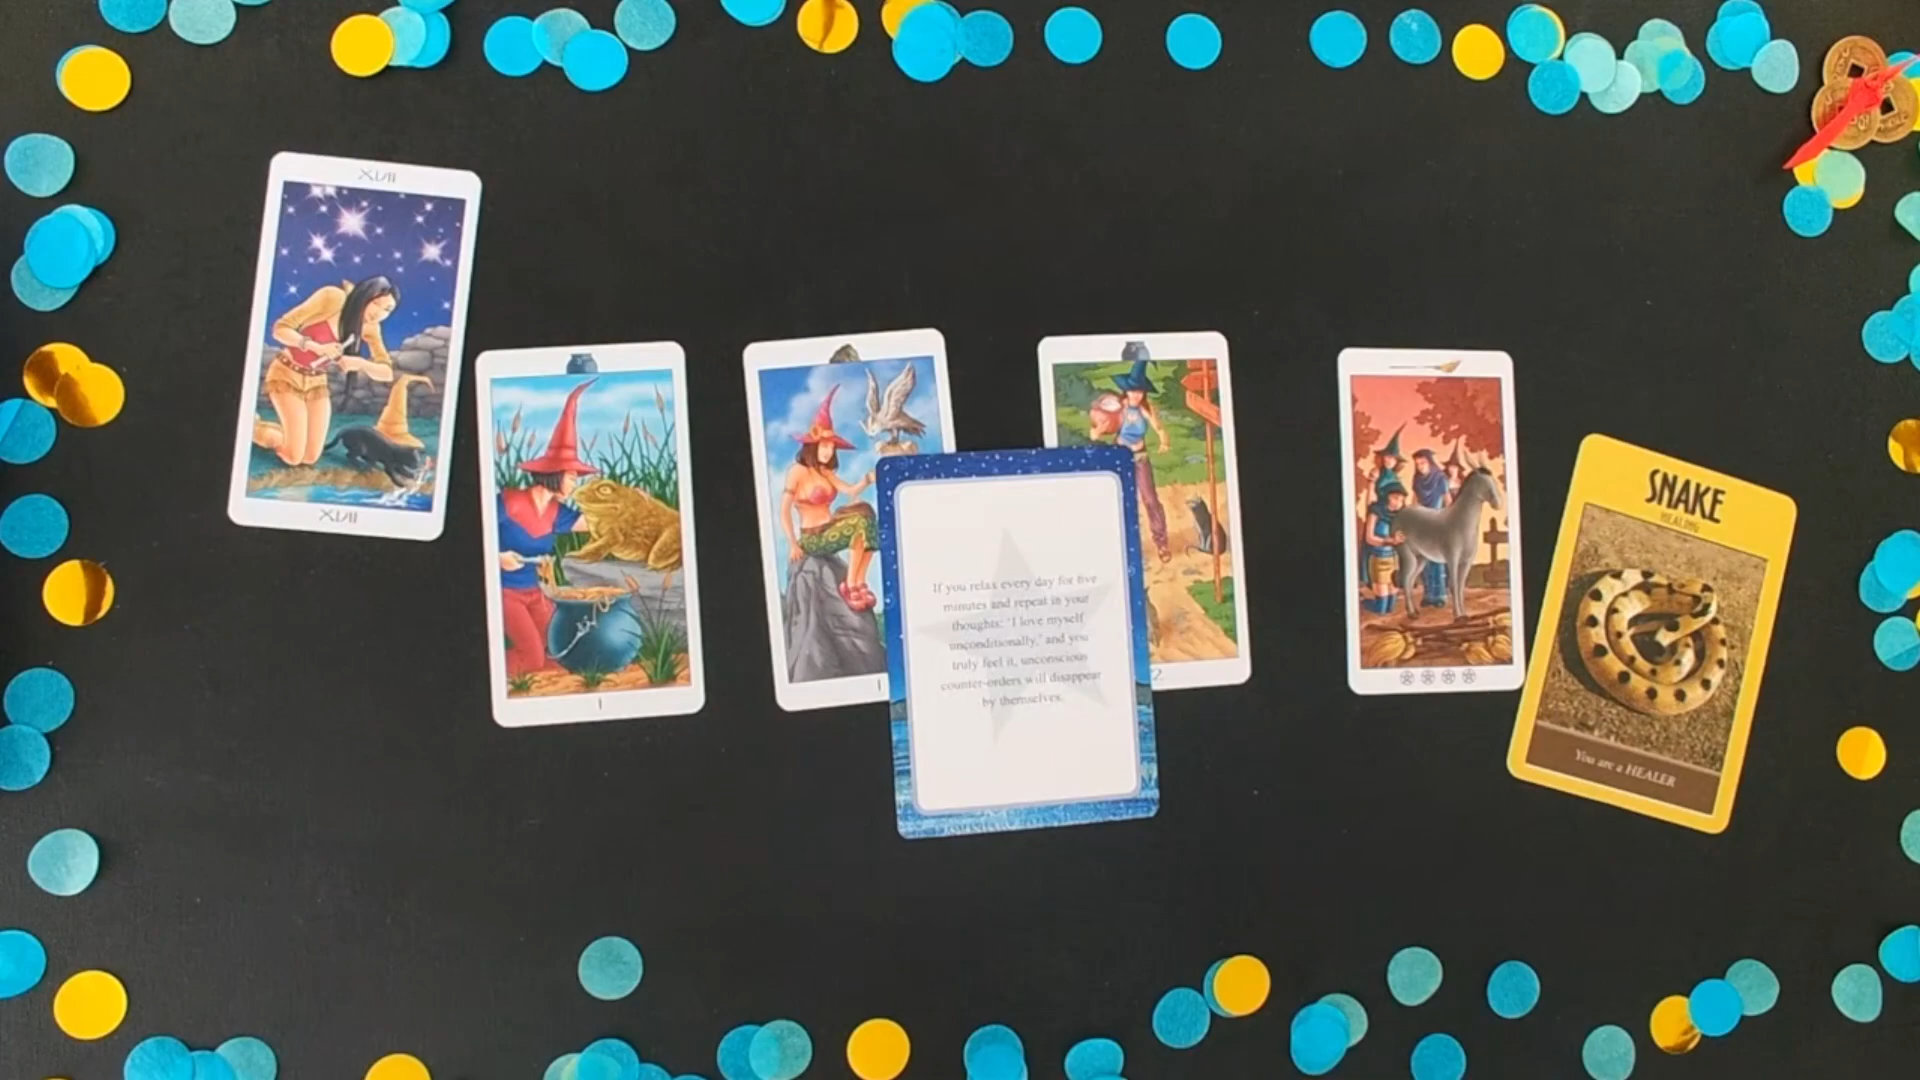 XVII
XVII
I
I
2
If you relax every day for five
minutes and repeat in your
thoughts: 'I love myself
unconditionally,' and you
truly feel it, unconscious
counter-orders will disappear
by themselves.
SNAKE
HEALING
You are a HEALER